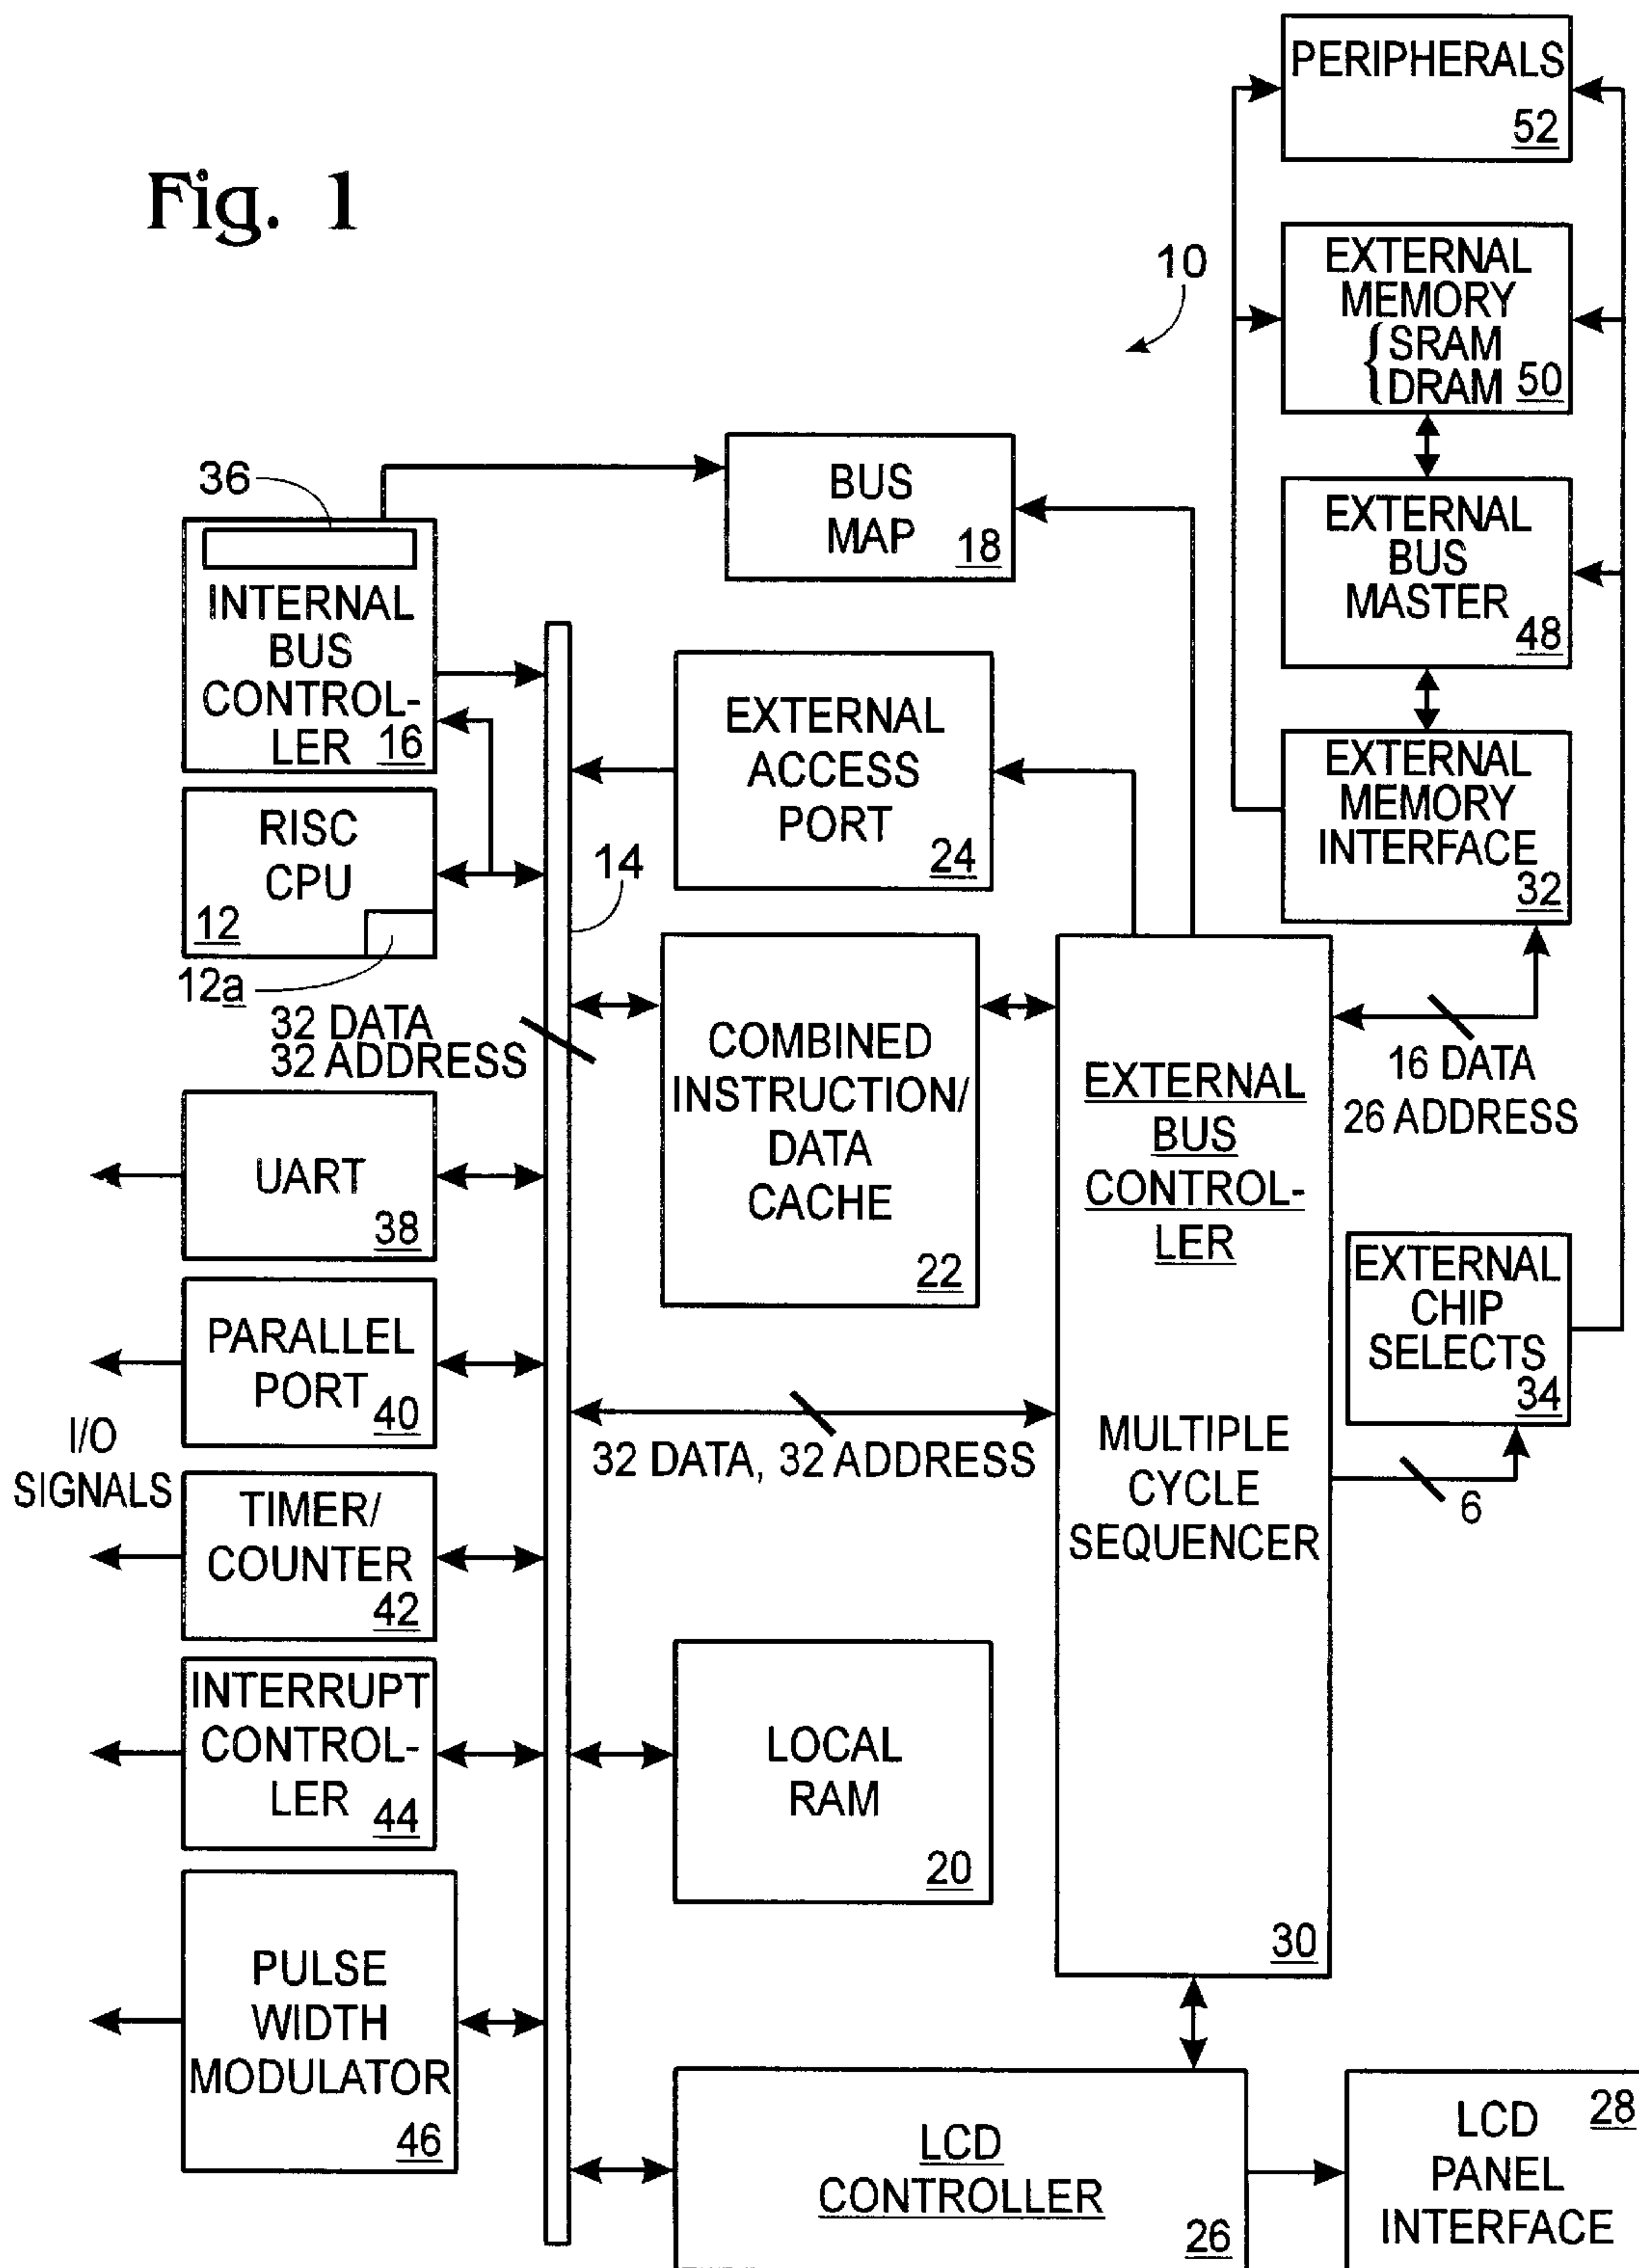 Fig. 1
10
PERIPHERALS
52
EXTERNAL
MEMORY
SRAM
DRAM
50
EXTERNAL
BUS
MASTER
48
EXTERNAL
MEMORY
INTERFACE
32
16 DATA
26 ADDRESS
EXTERNAL
CHIP
SELECTS
34
6
BUS
MAP
18
36
INTERNAL
BUS
CONTROL-
LER 16
RISC
CPU
12
12a
32 DATA
32 ADDRESS
14
EXTERNAL
ACCESS
PORT
24
COMBINED
INSTRUCTION/
DATA
CACHE
22
32 DATA, 32 ADDRESS
EXTERNAL
BUS
CONTROL-
LER
MULTIPLE
CYCLE
SEQUENCER
30
UART
38
PARALLEL
PORT
40
I/O
SIGNALS
TIMER/
COUNTER
42
INTERRUPT
CONTROL-
LER
44
PULSE
WIDTH
MODULATOR
46
LOCAL
RAM
20
LCD
CONTROLLER
26
LCD
PANEL
INTERFACE
28